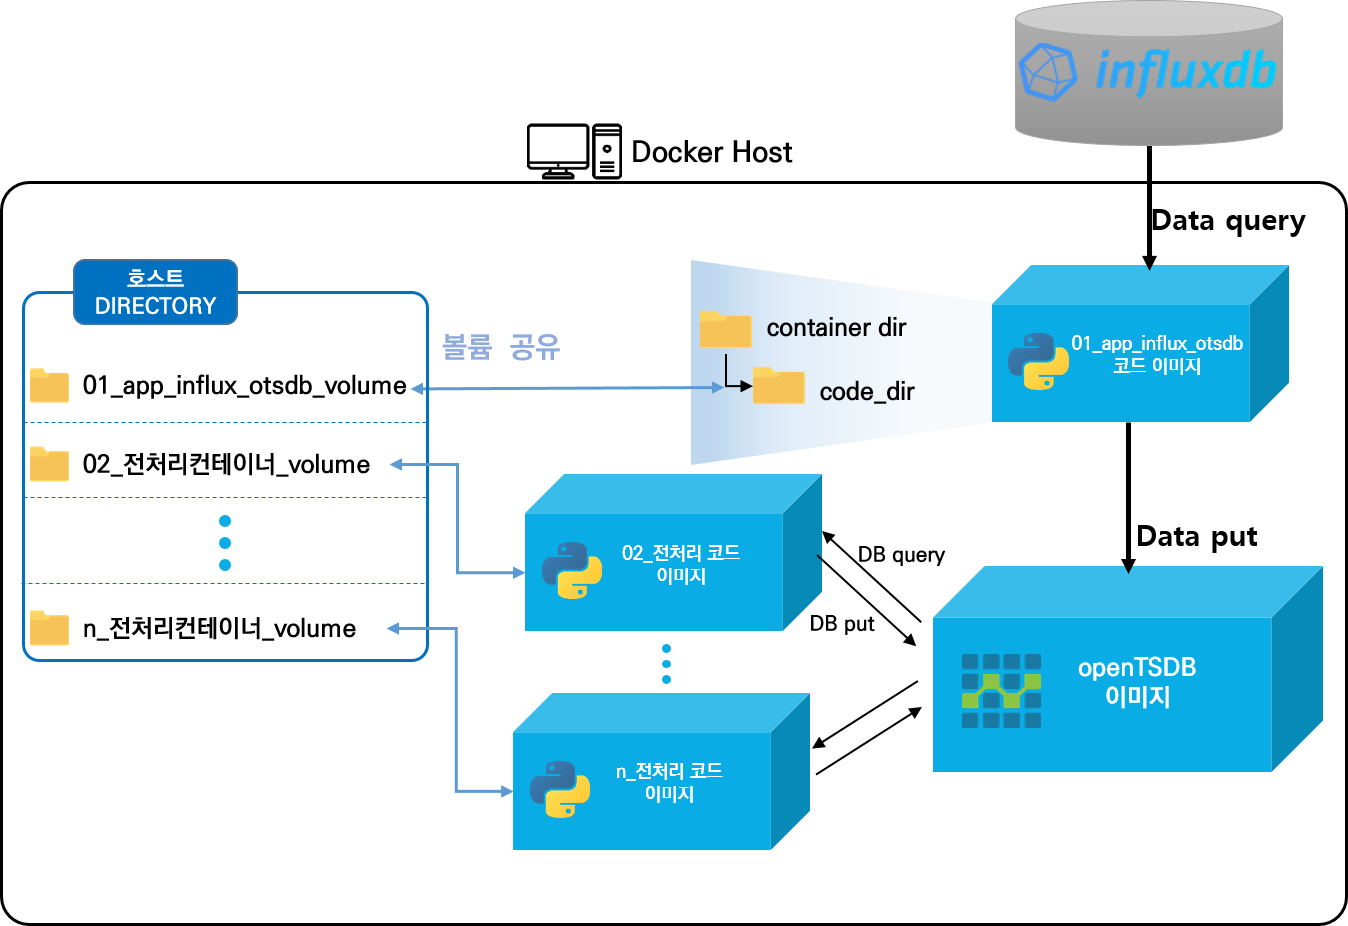 influxdb
Docker Host
Data query
호스트
DIRECTORY
볼륨 공유
01_app_influx_otsdb_volume
02_전처리컨테이너_volume
n_전처리컨테이너_volume
container dir
code_dir
01_app_influx_otsdb
코드 이미지
Data put
02_전처리 코드
이미지
DB query
DB put
openTSDB
이미지
n_전처리 코드
이미지